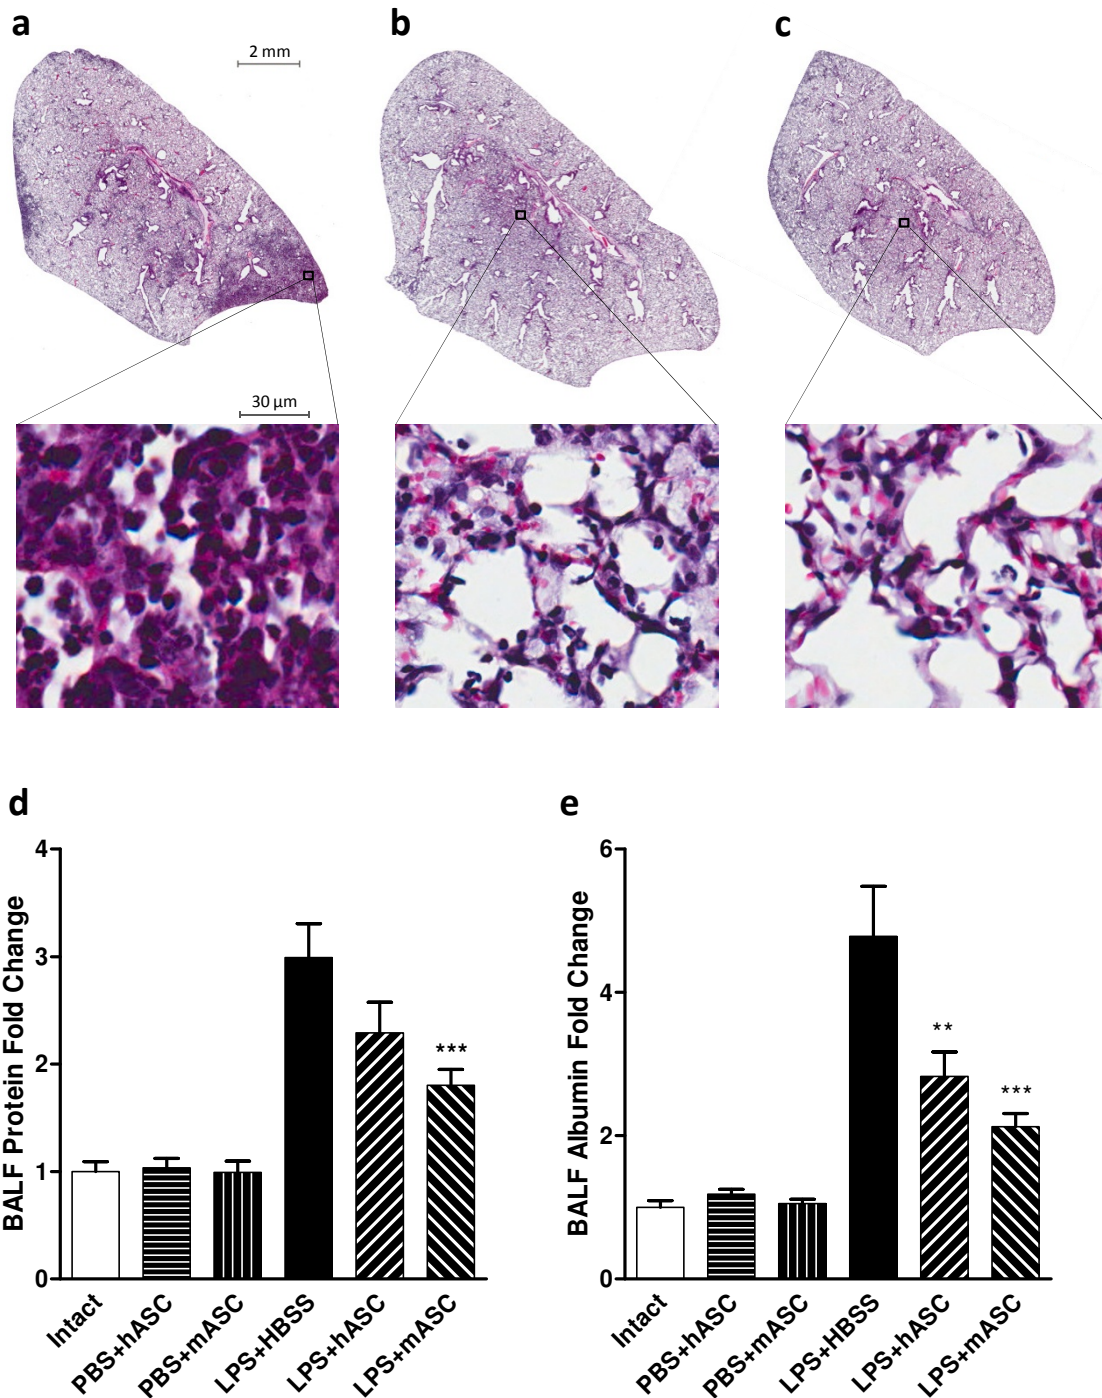 a
b
c
2 mm
30 µm
d
e
BALF Protein Fold Change
4
3
2
1
0
***
Intact
PBS+hASC
PBS+mASC
LPS+HBSS
LPS+hASC
LPS+mASC
BALF Albumin Fold Change
6
4
2
0
**
***
Intact
PBS+hASC
PBS+mASC
LPS+HBSS
LPS+hASC
LPS+mASC